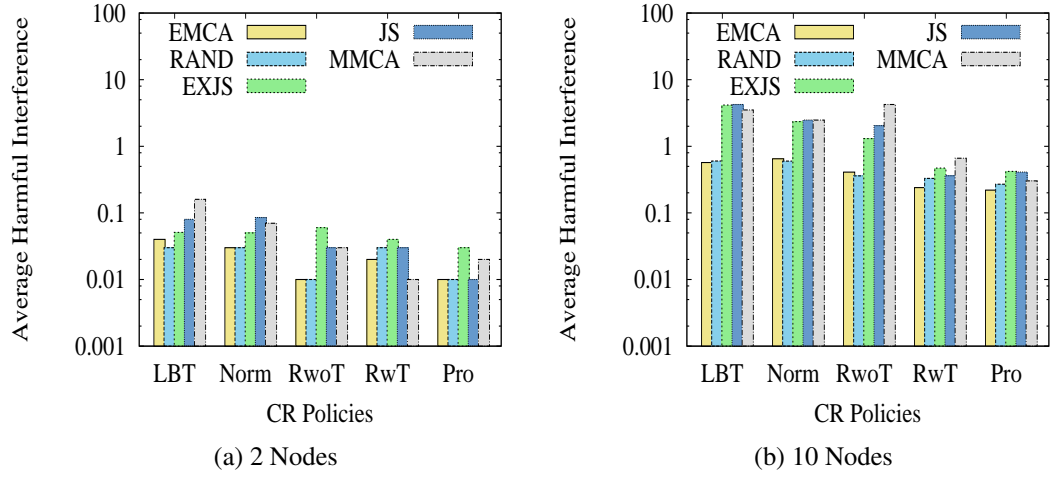 Average Harmful Interference
100
10
1
0.1
0.01
0.001
EMCA
RAND
EXJS
JS
MMCA
LBT Norm RwoT RwT Pro
CR Policies
(a) 2 Nodes
Average Harmful Interference
100
10
1
0.1
0.01
0.001
EMCA
RAND
EXJS
JS
MMCA
LBT Norm RwoT RwT Pro
CR Policies
(b) 10 Nodes